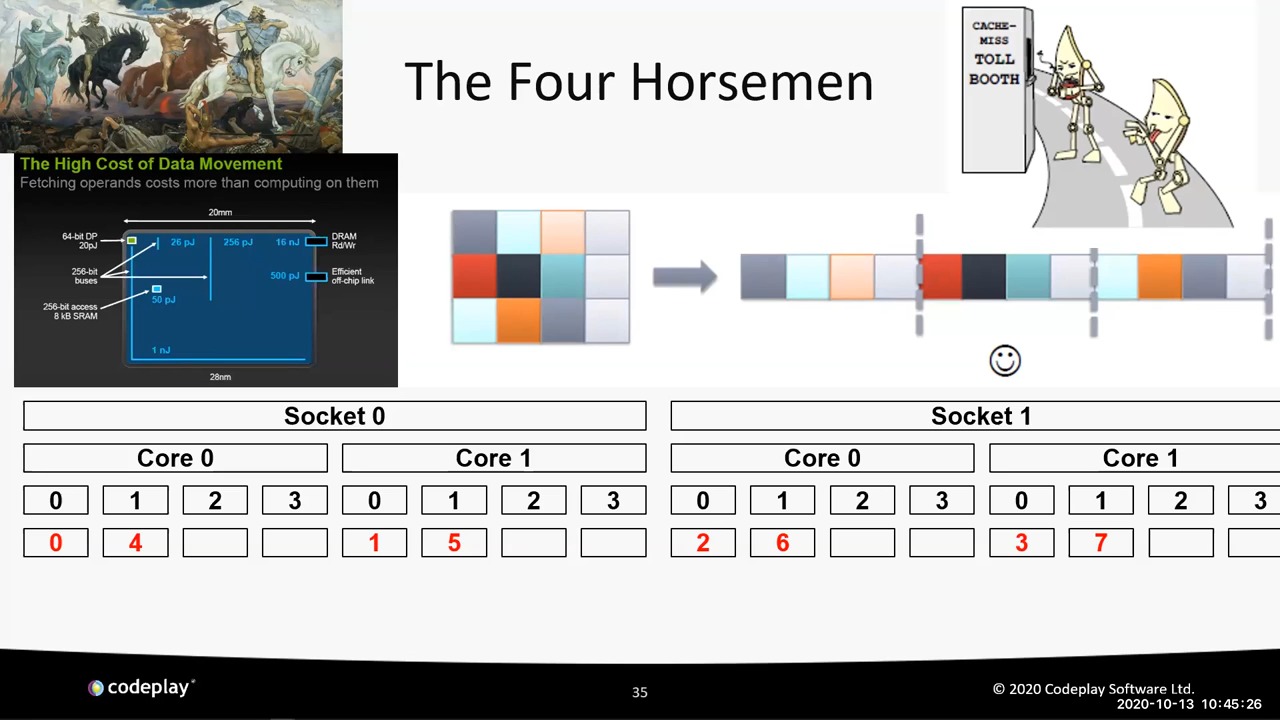 The Four Horsemen
CACHE-
MISS
TOLL
BOOTH
The High Cost of Data Movement
Fetching operands costs more than computing on them
20mm
64-bit DP
20pJ
26 pJ
256 pJ
16 nJ
DRAM
Rd/Wr
256-bit
buses
500 pJ
Efficient
off-chip link
256-bit access
8 kB SRAM
50 pJ
1 nJ
28nm
Socket 0
Socket 1
Core 0
Core 1
Core 0
Core 1
0 1 2 3 0 1 2 3 0 1 2 3 0 1 2 3
0 4 1 5 2 6 3 7
codeplay®
35
© 2020 Codeplay Software Ltd.
2020-10-13 10:45:26